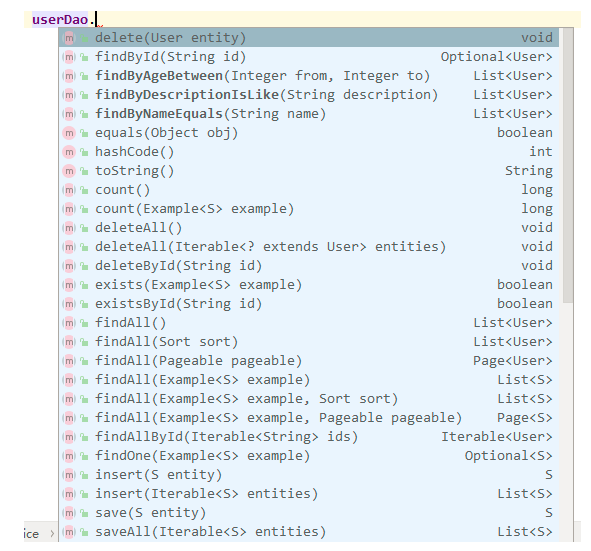 userDao.
m delete(User entity) void
m findById(String id) Optional<User>
m findByAgeBetween(Integer from, Integer to) List<User>
m findByDescriptionIsLike(String description) List<User>
m findByNameEquals(String name) List<User>
m equals(Object obj) boolean
m hashCode() int
m toString() String
m count() long
m count(Example<S> example) long
m deleteAll() void
m deleteAll(Iterable<? extends User> entities) void
m deleteById(String id) void
m exists(Example<S> example) boolean
m existsById(String id) boolean
m findAll() List<User>
m findAll(Sort sort) List<User>
m findAll(Pageable pageable) Page<User>
m findAll(Example<S> example) List<S>
m findAll(Example<S> example, Sort sort) List<S>
m findAll(Example<S> example, Pageable pageable) Page<S>
m findAllById(Iterable<String> ids) Iterable<User>
m findOne(Example<S> example) Optional<S>
m insert(S entity) S
m insert(Iterable<S> entities) List<S>
m save(S entity) S
ice > m saveAll(Iterable<S> entities) List<S>